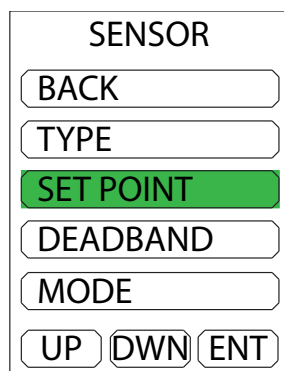 SENSOR
BACK
TYPE
SET POINT
DEADBAND
MODE
UP DWN ENT